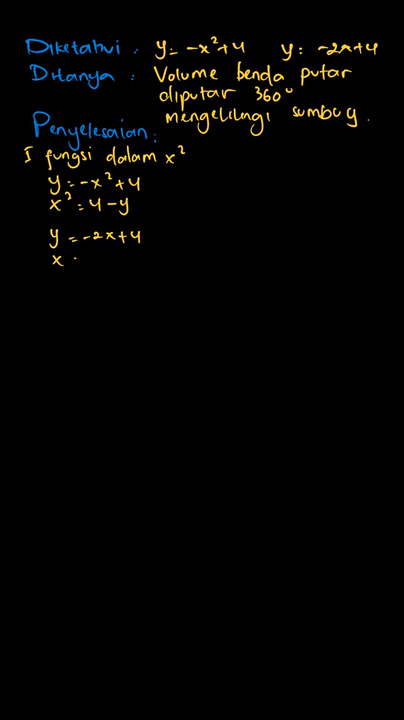 Diketahui : y = -x²+4 y = -2x+4
Ditanya : Volume benda putar
diputar 360°
mengelilingi sumbu y.
Penyelesaian :
I fungsi dalam x²
y = -x²+4
x² = 4-y
y = -2x+4
x